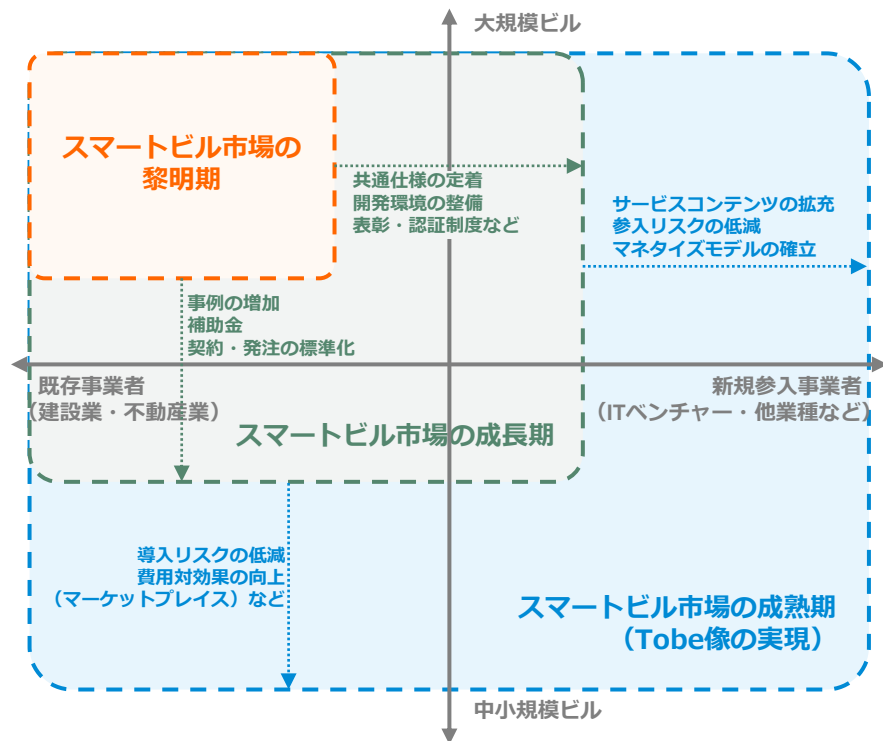 大規模ビル
スマートビル市場の
黎明期
共通仕様の定着
開発環境の整備
表彰・認証制度など
サービスコンテンツの拡充
参入リスクの低減
マネタイズモデルの確立
事例の増加
補助金
契約・発注の標準化
既存事業者
（建設業・不動産業）
新規参入事業者
（ITベンチャー・他業種など）
スマートビル市場の成長期
導入リスクの低減
費用対効果の向上
（マーケットプレイス）など
スマートビル市場の成熟期
（Tobe像の実現）
中小規模ビル